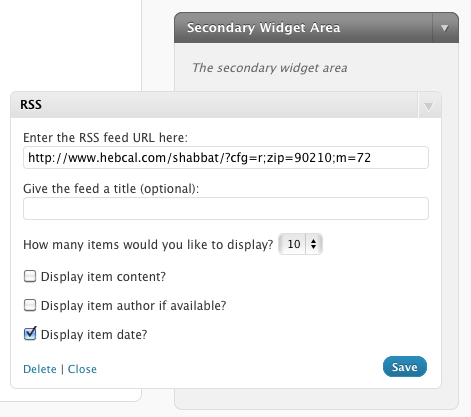 Secondary Widget Area
The secondary widget area
RSS
Enter the RSS feed URL here:
http://www.hebcal.com/shabbat/?cfg=r;zip=90210;m=72
Give the feed a title (optional):
How many items would you like to display? 10
Display item content?
Display item author if available?
Display item date?
Delete | Close
Save